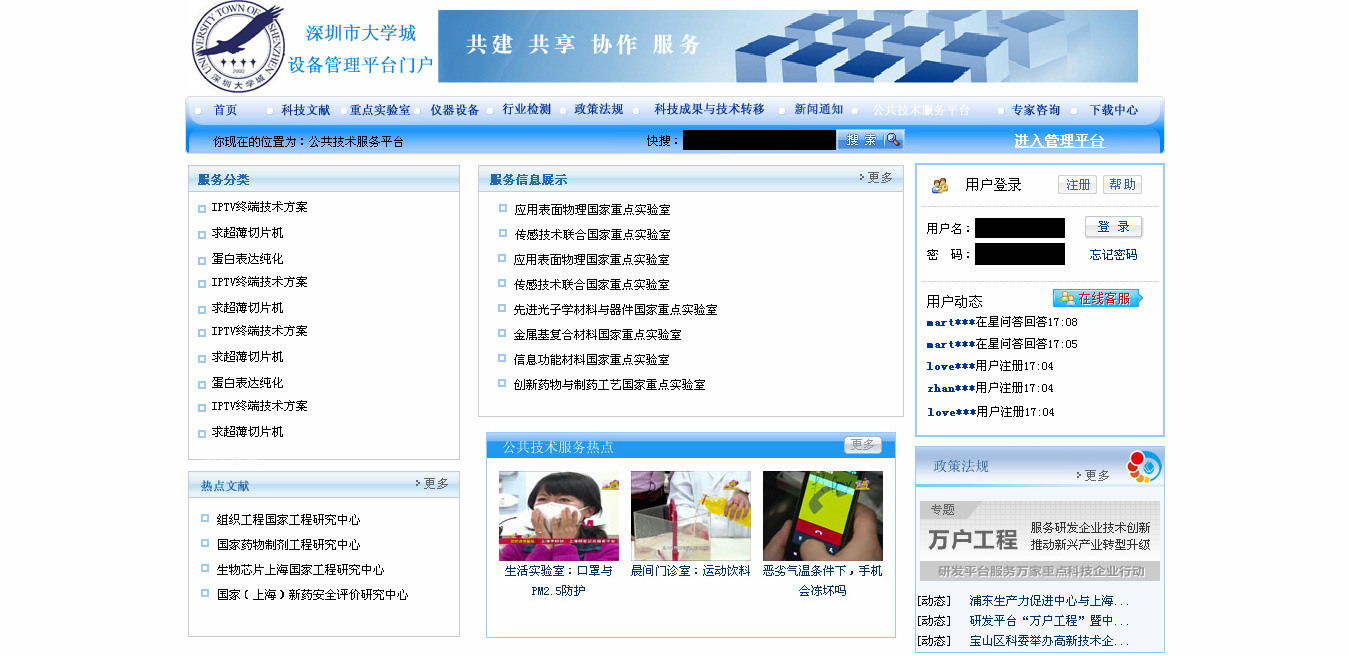 UNIVERSITY TOWN OF SHENZHEN
2000
深圳大学城
深圳市大学城
设备管理平台门户
共建 共享 协作 服务
首页 科技文献 重点实验室 仪器设备 行业检测 政策法规 科技成果与技术转移 新闻通知 公共技术服务平台 专家咨询 下载中心
你现在的位置为：公共技术服务平台 快搜： 搜 索 进入管理平台
服务分类
IPTV终端技术方案
求超薄切片机
蛋白表达纯化
IPTV终端技术方案
求超薄切片机
IPTV终端技术方案
求超薄切片机
蛋白表达纯化
IPTV终端技术方案
求超薄切片机
热点文献 更多
组织工程国家工程研究中心
国家药物制剂工程研究中心
生物芯片上海国家工程研究中心
国家（上海）新药安全评价研究中心
服务信息展示 更多
应用表面物理国家重点实验室
传感技术联合国家重点实验室
应用表面物理国家重点实验室
传感技术联合国家重点实验室
先进光子学材料与器件国家重点实验室
金属基复合材料国家重点实验室
信息功能材料国家重点实验室
创新药物与制药工艺国家重点实验室
公共技术服务热点 更多
生活实验室：口罩与
PM2.5防护
晨间门诊室：运动饮料
恶劣气温条件下，手机
会冻坏吗
用户登录 注册 帮助
用户名： 登 录
密 码： 忘记密码
用户动态 在线客服
mart***在星问答回答17:08
mart***在星问答回答17:05
love***用户注册17:04
zhan***用户注册17:04
love***用户注册17:04
政策法规 更多
专题
万户工程
服务研发企业技术创新
推动新兴产业转型升级
研发平台服务万家重点科技企业行动
[动态] 浦东生产力促进中心与上海...
[动态] 研发平台“万户工程”暨中...
[动态] 宝山区科委举办高新技术企...